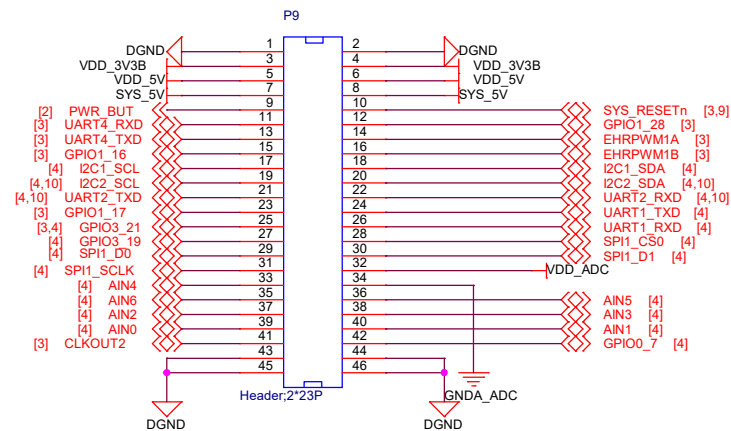 P9
DGND 1 2 DGND
VDD_3V3B 3 4 VDD_3V3B
VDD_5V 5 6 VDD_5V
SYS_5V 7 8 SYS_5V
[2] PWR_BUT 9 10 SYS_RESETn [3,9]
[3] UART4_RXD 11 12 GPIO1_28 [3]
[3] UART4_TXD 13 14 EHRPWM1A [3]
[3] GPIO1_16 15 16 EHRPWM1B [3]
[4] I2C1_SCL 17 18 I2C1_SDA [4]
[4,10] I2C2_SCL 19 20 I2C2_SDA [4,10]
[4,10] UART2_TXD 21 22 UART2_RXD [4,10]
[3] GPIO1_17 23 24 UART1_TXD [4]
[3,4] GPIO3_21 25 26 UART1_RXD [4]
[4] GPIO3_19 27 28 SPI1_CS0 [4]
[4] SPI1_D0 29 30 SPI1_D1 [4]
[4] SPI1_SCLK 31 32 VDD_ADC
[4] AIN4 33 34
[4] AIN6 35 36 AIN5 [4]
[4] AIN2 37 38 AIN3 [4]
[4] AIN0 39 40 AIN1 [4]
[3] CLKOUT2 41 42 GPIO0_7 [4]
43 44
45 46
Header;2*23P GNDA_ADC
DGND DGND